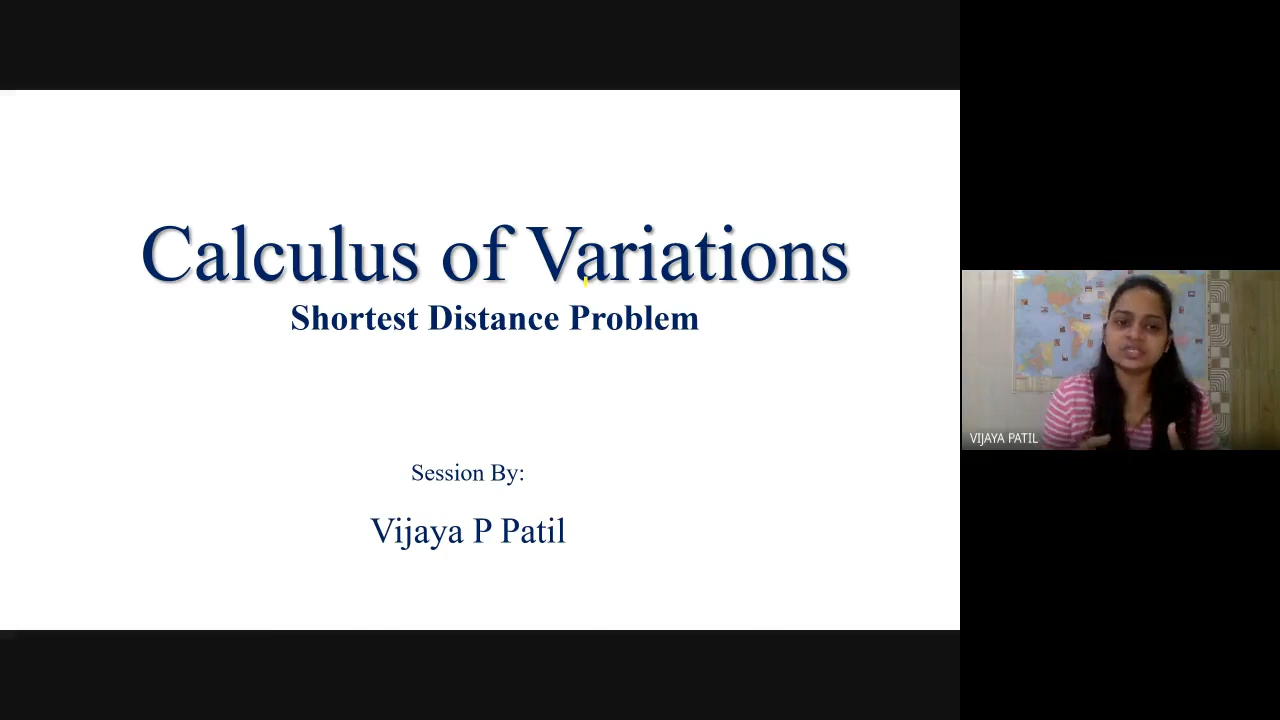 Calculus of Variations
Shortest Distance Problem
Session By:
Vijaya P Patil
VIJAYA PATIL